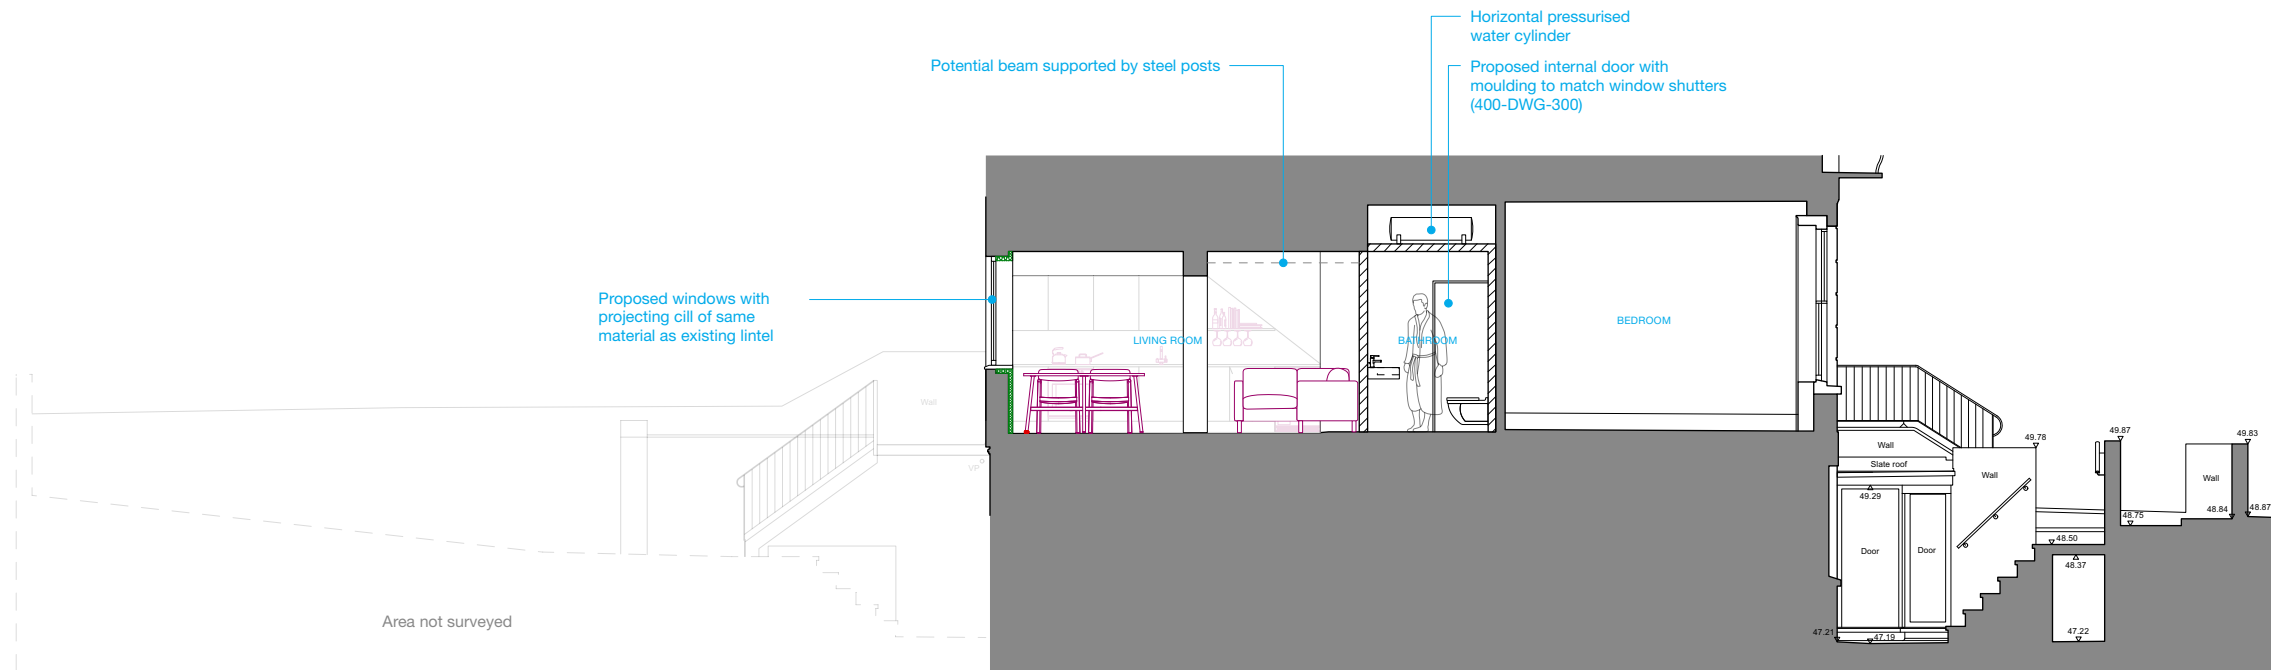 Horizontal pressurised
water cylinder
Potential beam supported by steel posts
Proposed internal door with
moulding to match window shutters
(400-DWG-300)
Proposed windows with
projecting cill of same
material as existing lintel
LIVING ROOM
BATHROOM
BEDROOM
Wall
VP
Area not surveyed
Wall
Slate roof
49.29
Door
Door
Wall
49.78
49.87
49.83
Wall
48.75
48.84
48.87
48.50
48.37
47.22
47.21
47.19